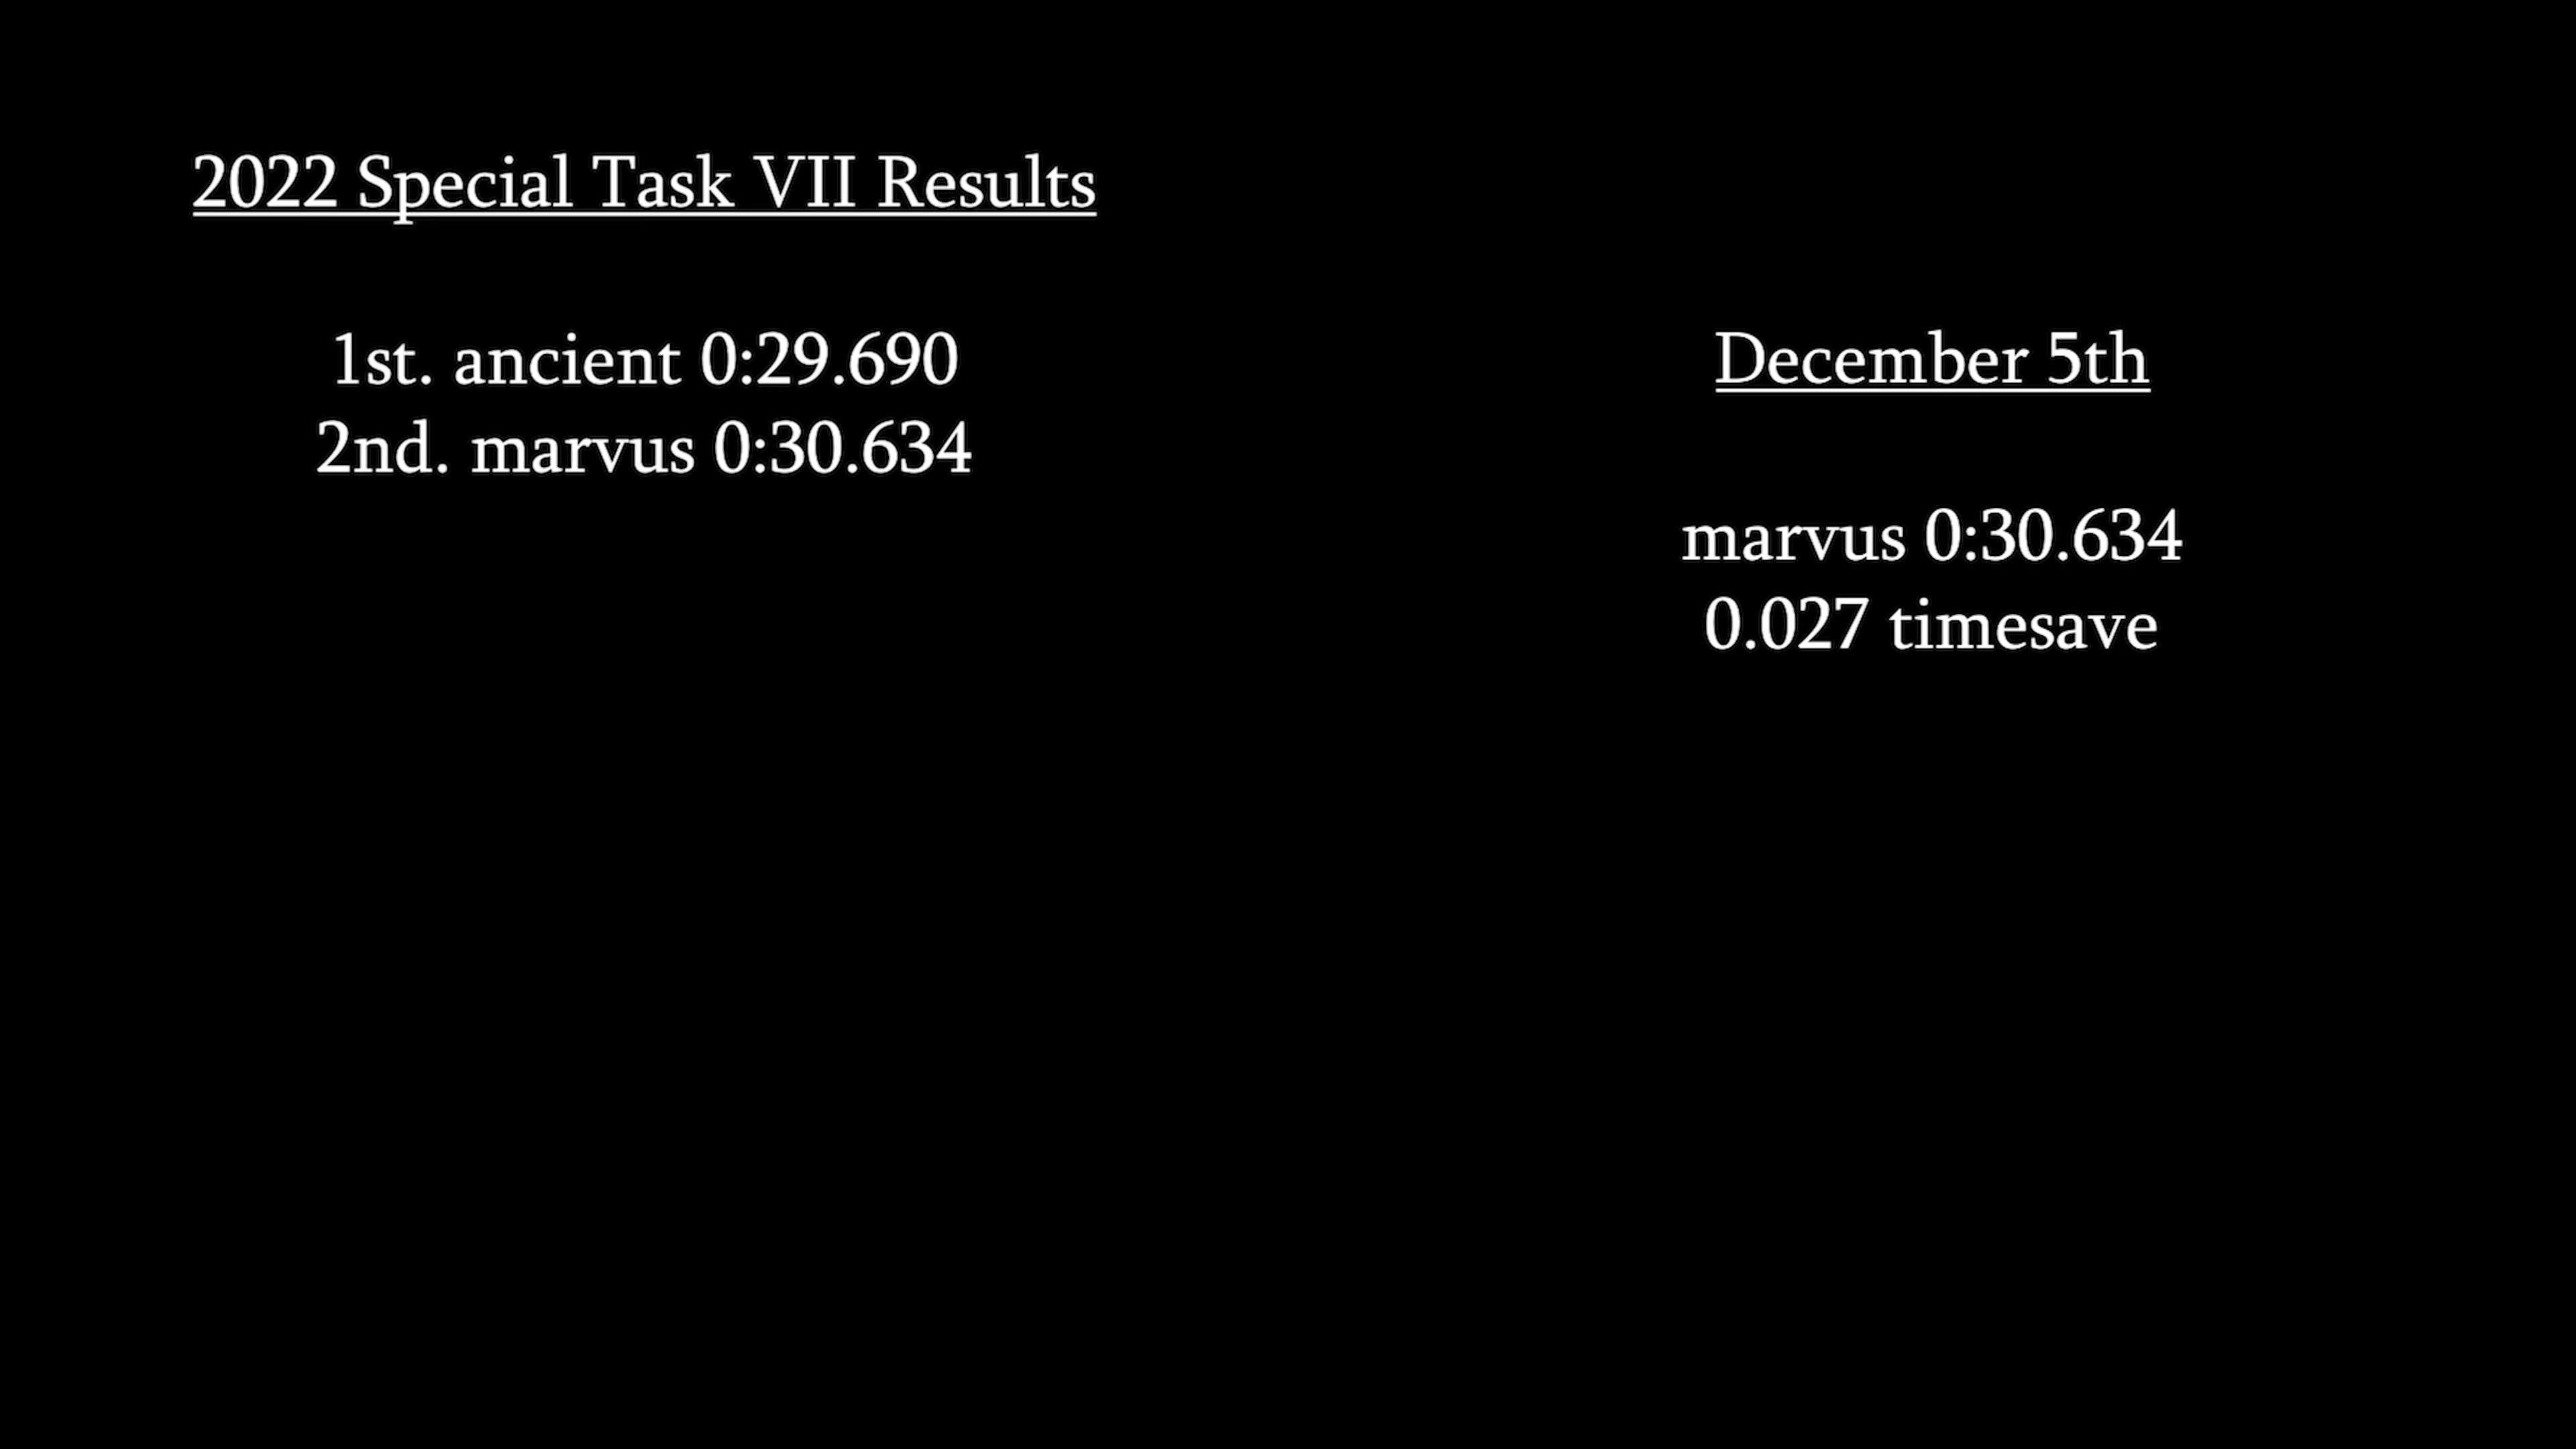 2022 Special Task VII Results
1st. ancient 0:29.690
2nd. marvus 0:30.634
December 5th
marvus 0:30.634
0.027 timesave